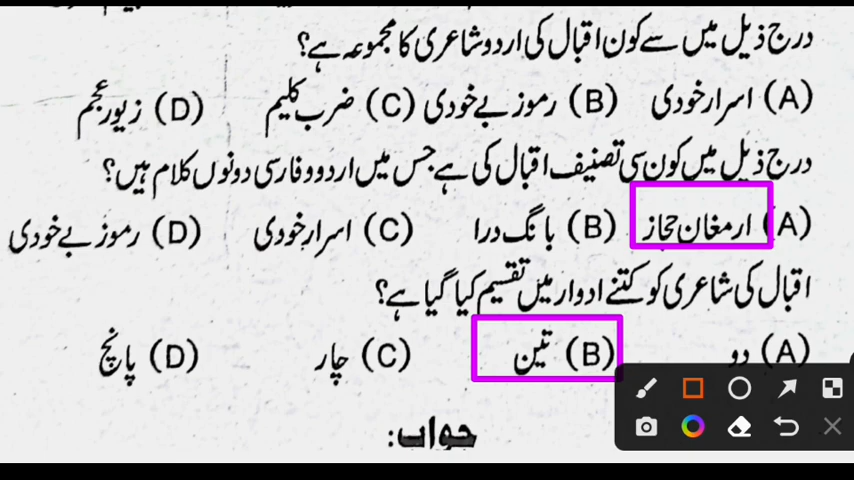 درج ذیل میں سے کون اقبال کی اردو شاعری کا مجموعہ ہے؟
(A) اسرار خودی (B) رموز بے خودی (C) ضرب کلیم (D) زیور عجم
درج ذیل میں کون سی تصنیف اقبال کی ہے جس میں اردو و فارسی دونوں کلام ہیں؟
(A) ارمغان حجاز (B) بانگ درا (C) اسرار خودی (D) رموز بے خودی
اقبال کی شاعری کو کتنے ادوار میں تقسیم کیا گیا ہے؟
(A) دو (B) تین (C) چار (D) پانچ
جواب: